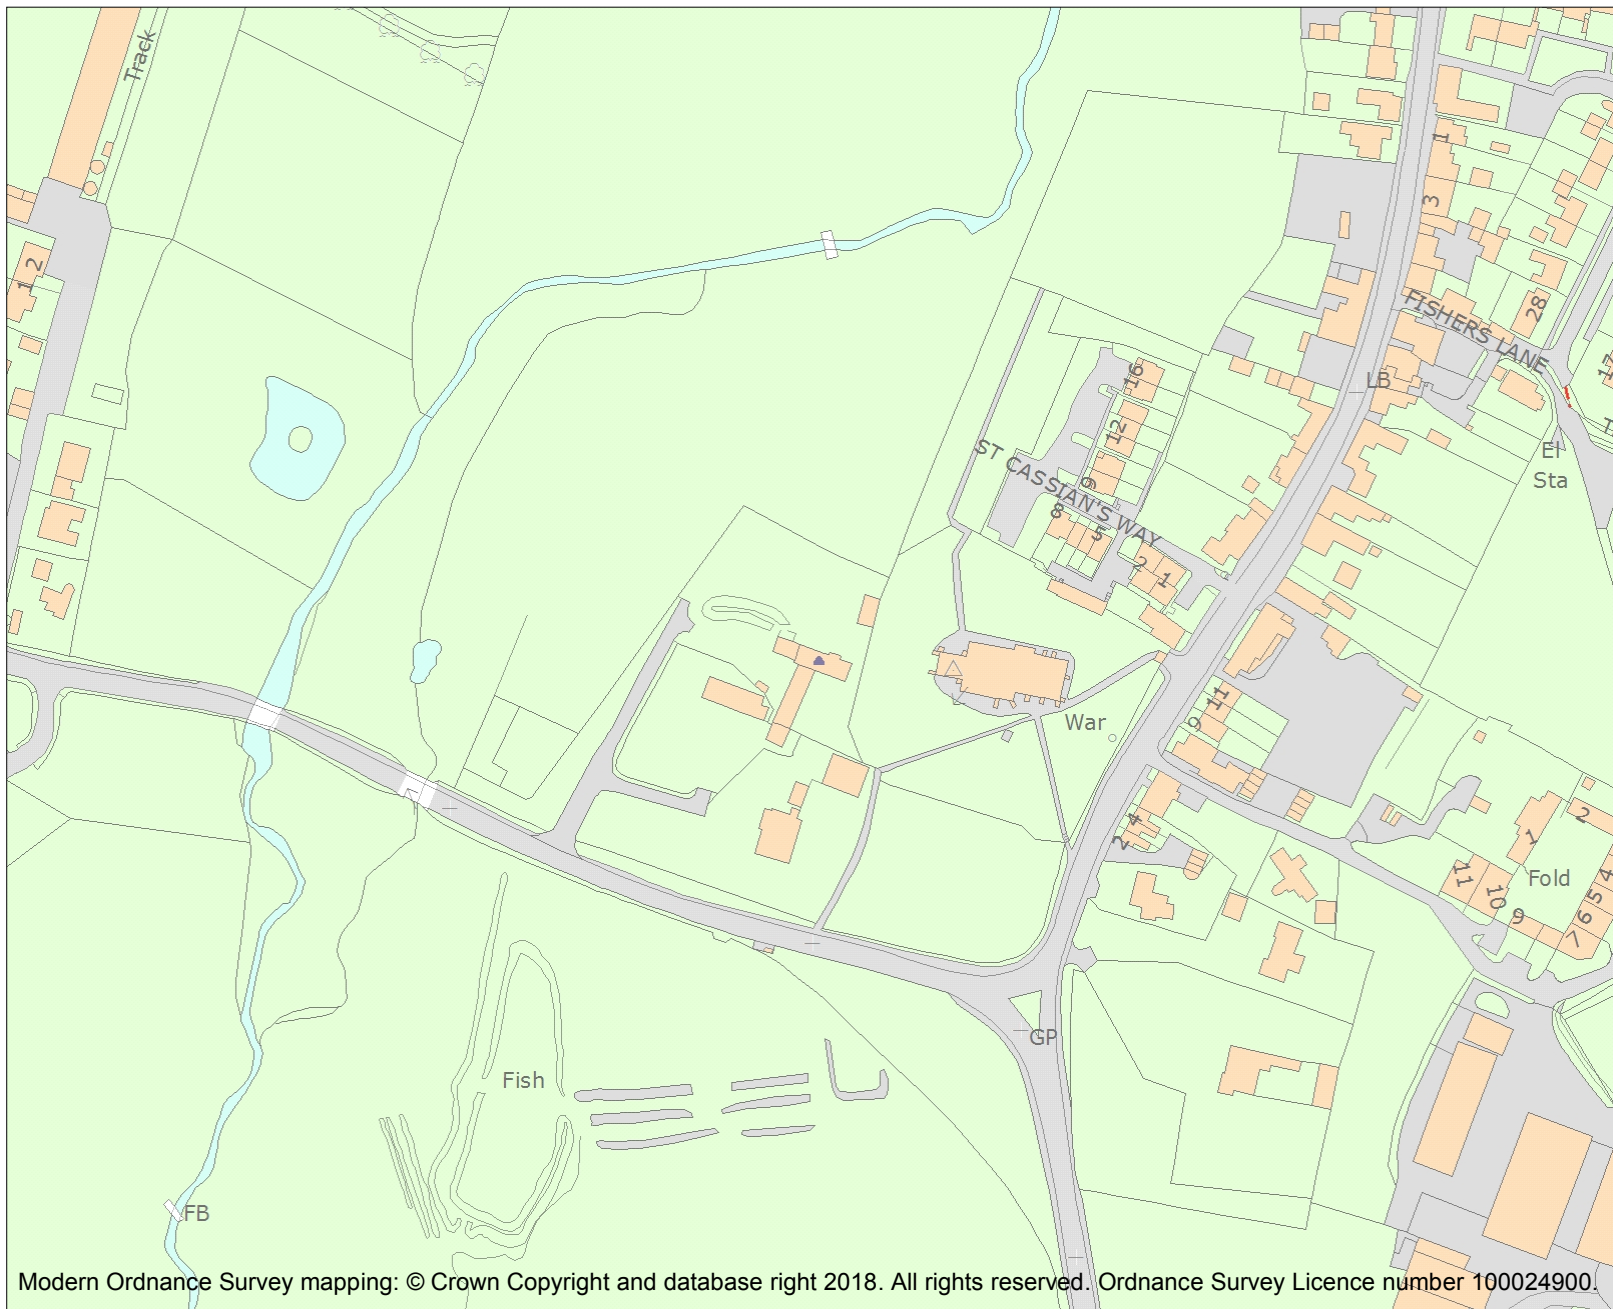 Track
1
3
1 2
FISHERS LANE
28
17
LB
16
12
9
ST CASSIAN'S WAY
8
5
2
1
El
Sta
11
9
War
4
2
1
2
Fold
11
10
9
4
5
6
7
GP
Fish
FB
Modern Ordnance Survey mapping: © Crown Copyright and database right 2018. All rights reserved. Ordnance Survey Licence number 100024900.